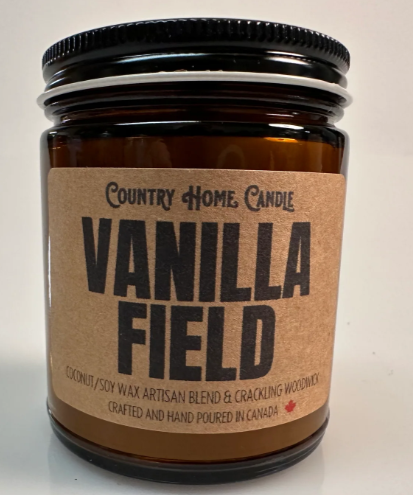 COUNTRY HOME CANDLE
VANILLA
FIELD
COCONUT/SOY WAX ARTISAN BLEND & CRACKLING WOODWICK
CRAFTED AND HAND POURED IN CANADA